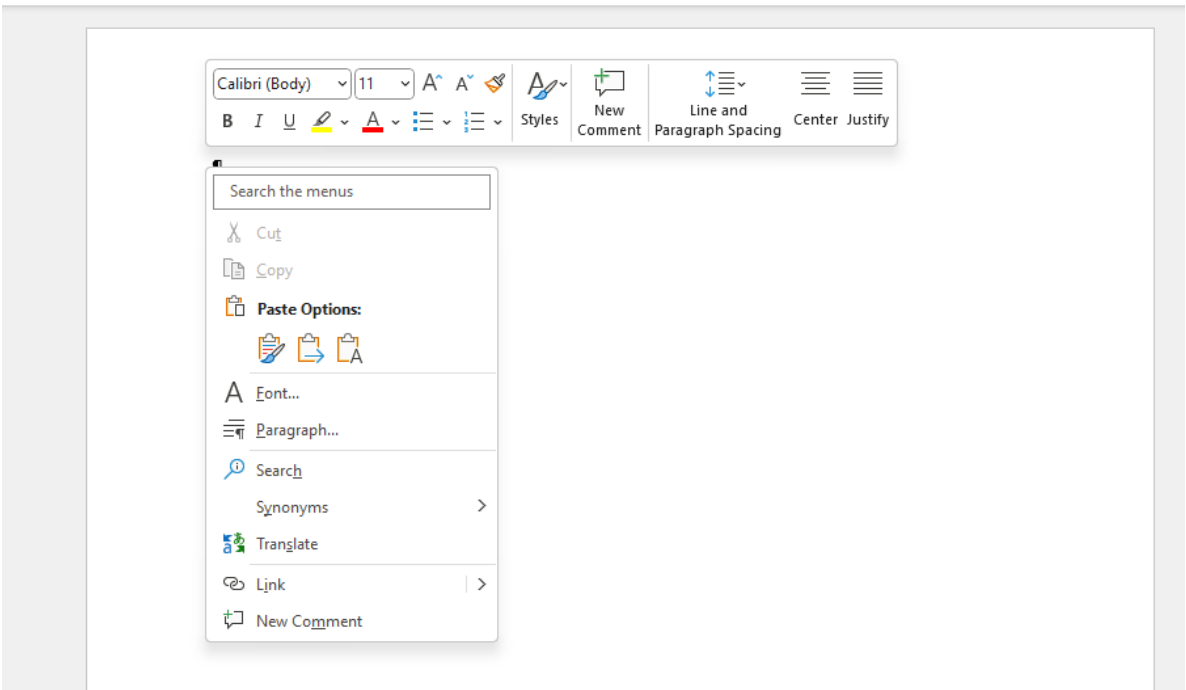 Calibri (Body) 11
B I U
Styles
New
Comment
Line and
Paragraph Spacing
Center
Justify
¶
Search the menus
Cut
Copy
Paste Options:
Font...
Paragraph...
Search
Synonyms
Translate
Link
New Comment